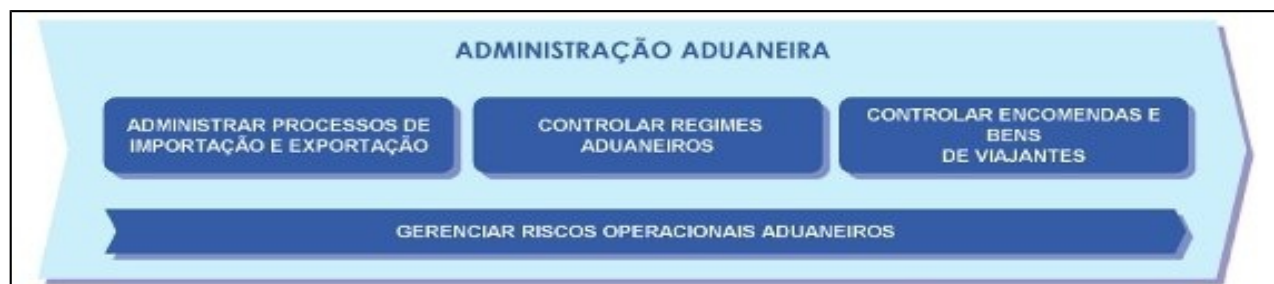 ADMINISTRAÇÃO ADUANEIRA
ADMINISTRAR PROCESSOS DE
IMPORTAÇÃO E EXPORTAÇÃO
CONTROLAR REGIMES
ADUANEIROS
CONTROLAR ENCOMENDAS E
BENS
DE VIAJANTES
GERENCIAR RISCOS OPERACIONAIS ADUANEIROS